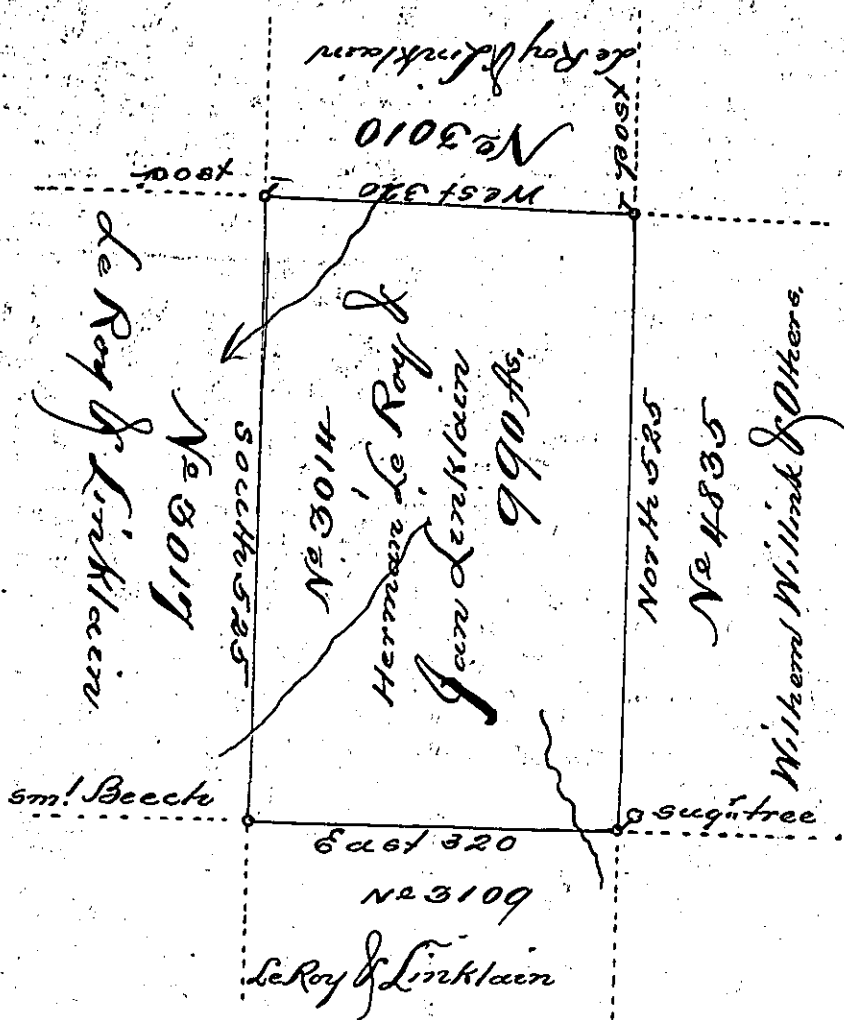 Le Roy & Linklain
No 3010
West 320
post
Le Roy & Linklain
No 3017
South 525
No 3014
Herman Le Roy &
Jan Linklain
990 As.
North 525
No 4835
Wilhem Willink & Others,
sml Beech
sugr tree
East 320
No 3109
LeRoy & Linklain